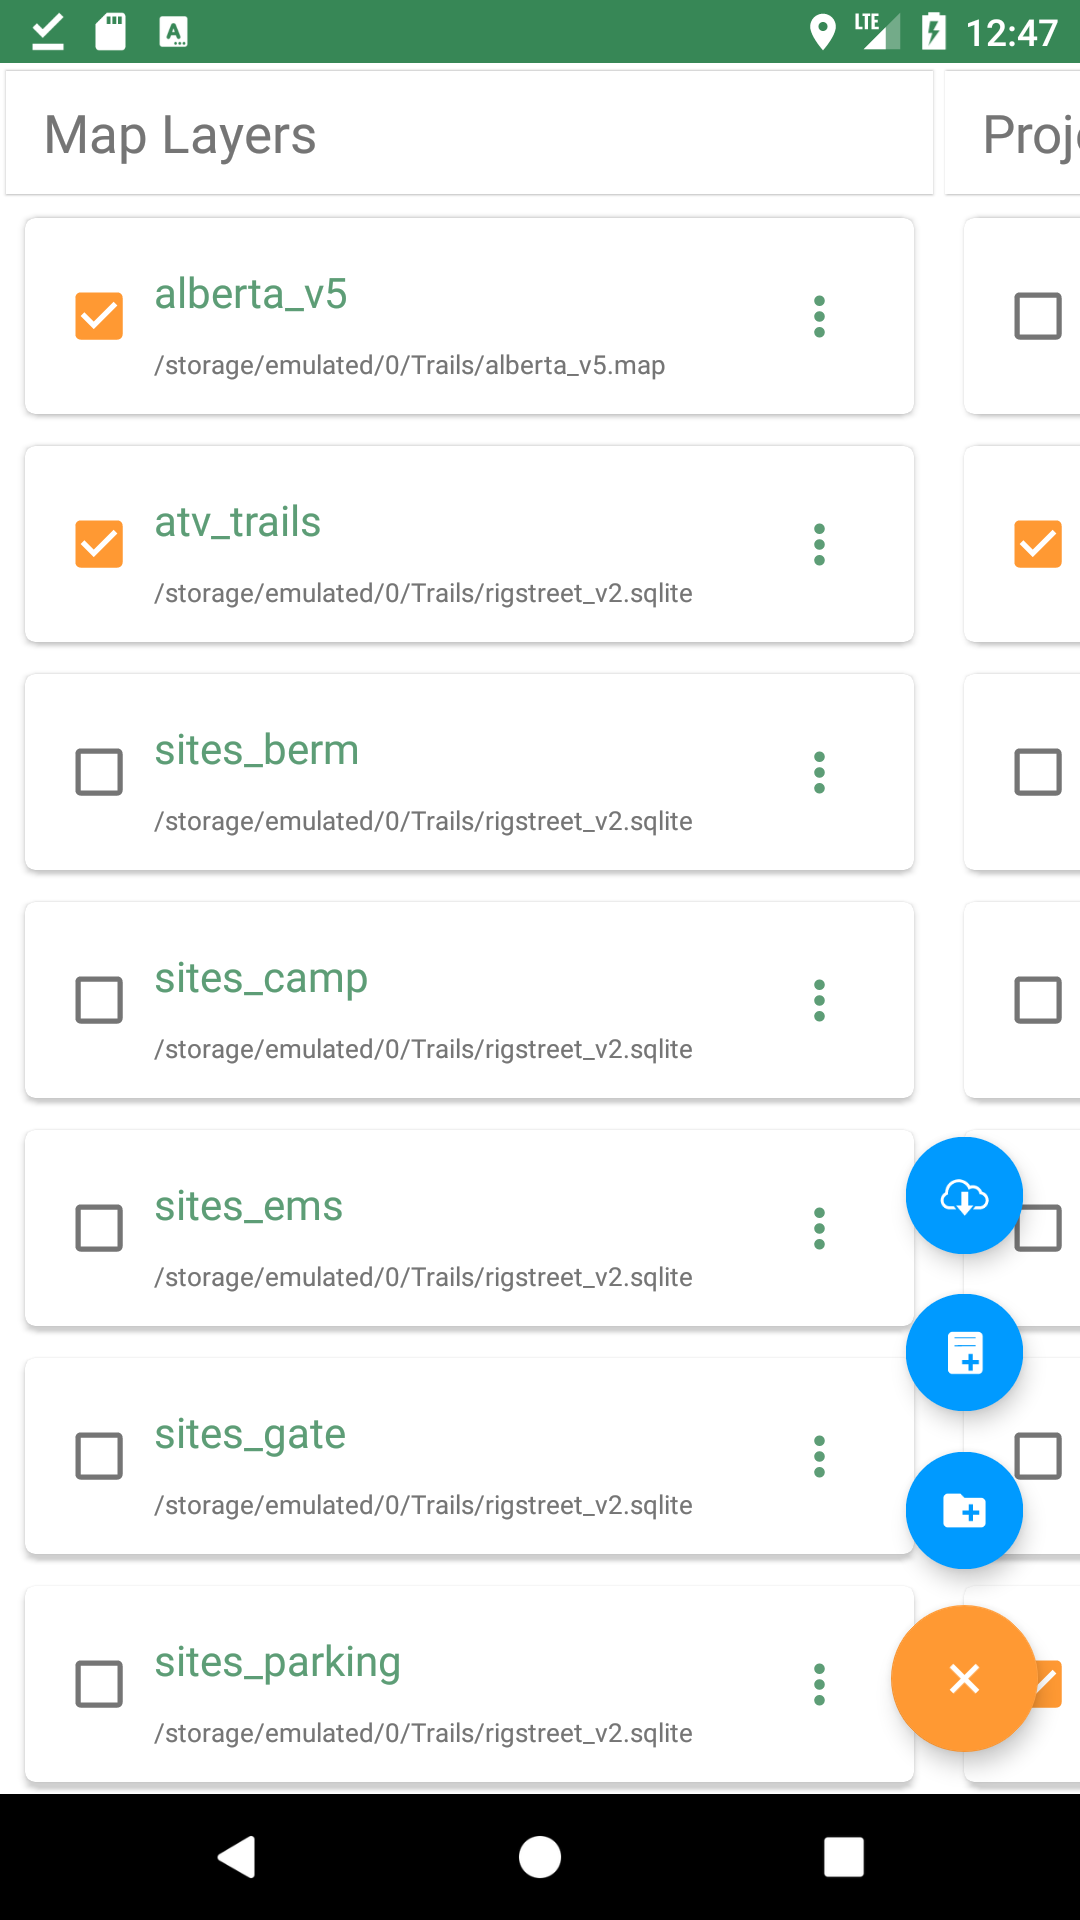 LTE 12:47
Map Layers
Proj
alberta_v5
/storage/emulated/0/Trails/alberta_v5.map
atv_trails
/storage/emulated/0/Trails/rigstreet_v2.sqlite
sites_berm
/storage/emulated/0/Trails/rigstreet_v2.sqlite
sites_camp
/storage/emulated/0/Trails/rigstreet_v2.sqlite
sites_ems
/storage/emulated/0/Trails/rigstreet_v2.sqlite
sites_gate
/storage/emulated/0/Trails/rigstreet_v2.sqlite
sites_parking
/storage/emulated/0/Trails/rigstreet_v2.sqlite